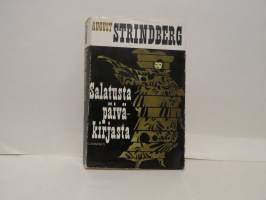 AUGUST
STRINDBERG
Salatusta
päivä-
kirjasta